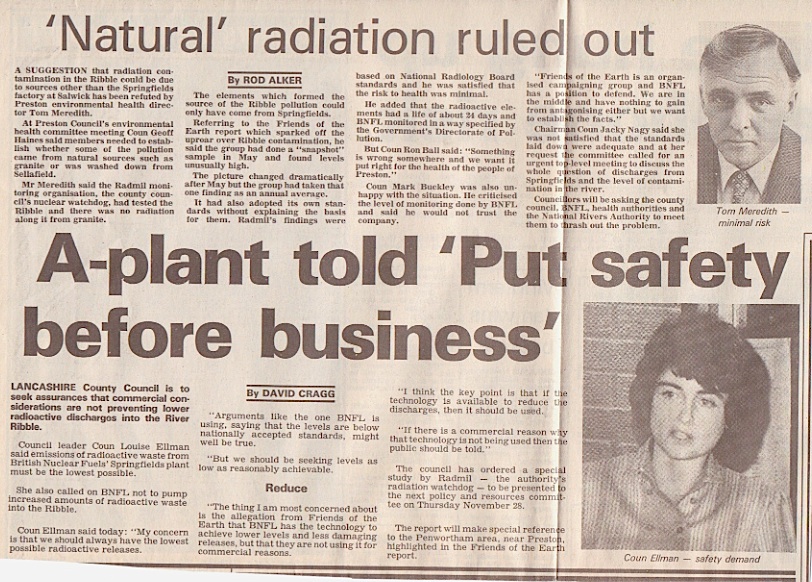 'Natural' radiation ruled out
A SUGGESTION that radiation con-
tamination in the Ribble could be due
to sources other than the Springfields
factory at Salwick has been refuted by
Preston environmental health direc-
tor Tom Meredith.
At Preston Council's environmental
health committee meeting Coun Geoff
Haines said members needed to estab-
lish whether some of the pollution
came from natural sources such as
granite or was washed down from
Sellafield.
Mr Meredith said the Radmil moni-
toring organisation, the county coun-
cil's nuclear watchdog, had tested the
Ribble and there was no radiation
along it from granite.
By ROD ALKER
The elements which formed the
source of the Ribble pollution could
only have come from Springfields.
Referring to the Friends of the
Earth report which sparked off the
uproar over Ribble contamination, he
said the group had done a "snapshot"
sample in May and found levels
unusually high.
The picture changed dramatically
after May but the group had taken that
one finding as an annual average.
It had also adopted its own stan-
dards without explaining the basis
for them. Radmil's findings were
based on National Radiology Board
standards and he was satisfied that
the risk to health was minimal.
He added that the radioactive ele-
ments had a life of about 24 days and
BNFL monitored in a way specified by
the Government's Directorate of Pol-
lution.
But Coun Ron Ball said: "Something
is wrong somewhere and we want it
put right for the health of the people of
Preston."
Coun Mark Buckley was also un-
happy with the situation. He criticised
the level of monitoring done by BNFL
and said he would not trust the
company.
"Friends of the Earth is an organ-
ised campaigning group and BNFL
has a position to defend. We are in
the middle and have nothing to gain
from antagonising either but we want
to establish the facts."
Chairman Coun Jacky Nagy said she
was not satisfied that the standards
laid down were adequate and at her
request the committee called for an
urgent top-level meeting to discuss the
whole question of discharges from
Springfields and the level of contami-
nation in the river.
Councillors will be asking the county
council, BNFL, health authorities and
the National Rivers Authority to meet
them to thrash out the problem.
Tom Meredith —
minimal risk
A-plant told 'Put safety
before business'
LANCASHIRE County Council is to
seek assurances that commercial con-
siderations are not preventing lower
radioactive discharges into the River
Ribble.
Council leader Coun Louise Ellman
said emissions of radioactive waste from
British Nuclear Fuels' Springfields plant
must be the lowest possible.
She also called on BNFL not to pump
increased amounts of radioactive waste
into the Ribble.
Coun Ellman said today: "My concern
is that we should always have the lowest
possible radioactive releases.
By DAVID CRAGG
"Arguments like the one BNFL is
using, saying that the levels are below
nationally accepted standards, might
well be true.
"But we should be seeking levels as
low as reasonably achievable.
Reduce
"The thing I am most concerned about
is the allegation from Friends of the
Earth that BNFL has the technology to
achieve lower levels and less damaging
releases, but that they are not using it for
commercial reasons.
"I think the key point is that if the
technology is available to reduce the
discharges, then it should be used.
"If there is a commercial reason why
that technology is not being used then the
public should be told."
The council has ordered a special
study by Radmil — the authority's
radiation watchdog — to be presented to
the next policy and resources commit-
tee on Thursday November 28.
The report will make special reference
to the Penwortham area, near Preston,
highlighted in the Friends of the Earth
report.
Coun Ellman — safety demand